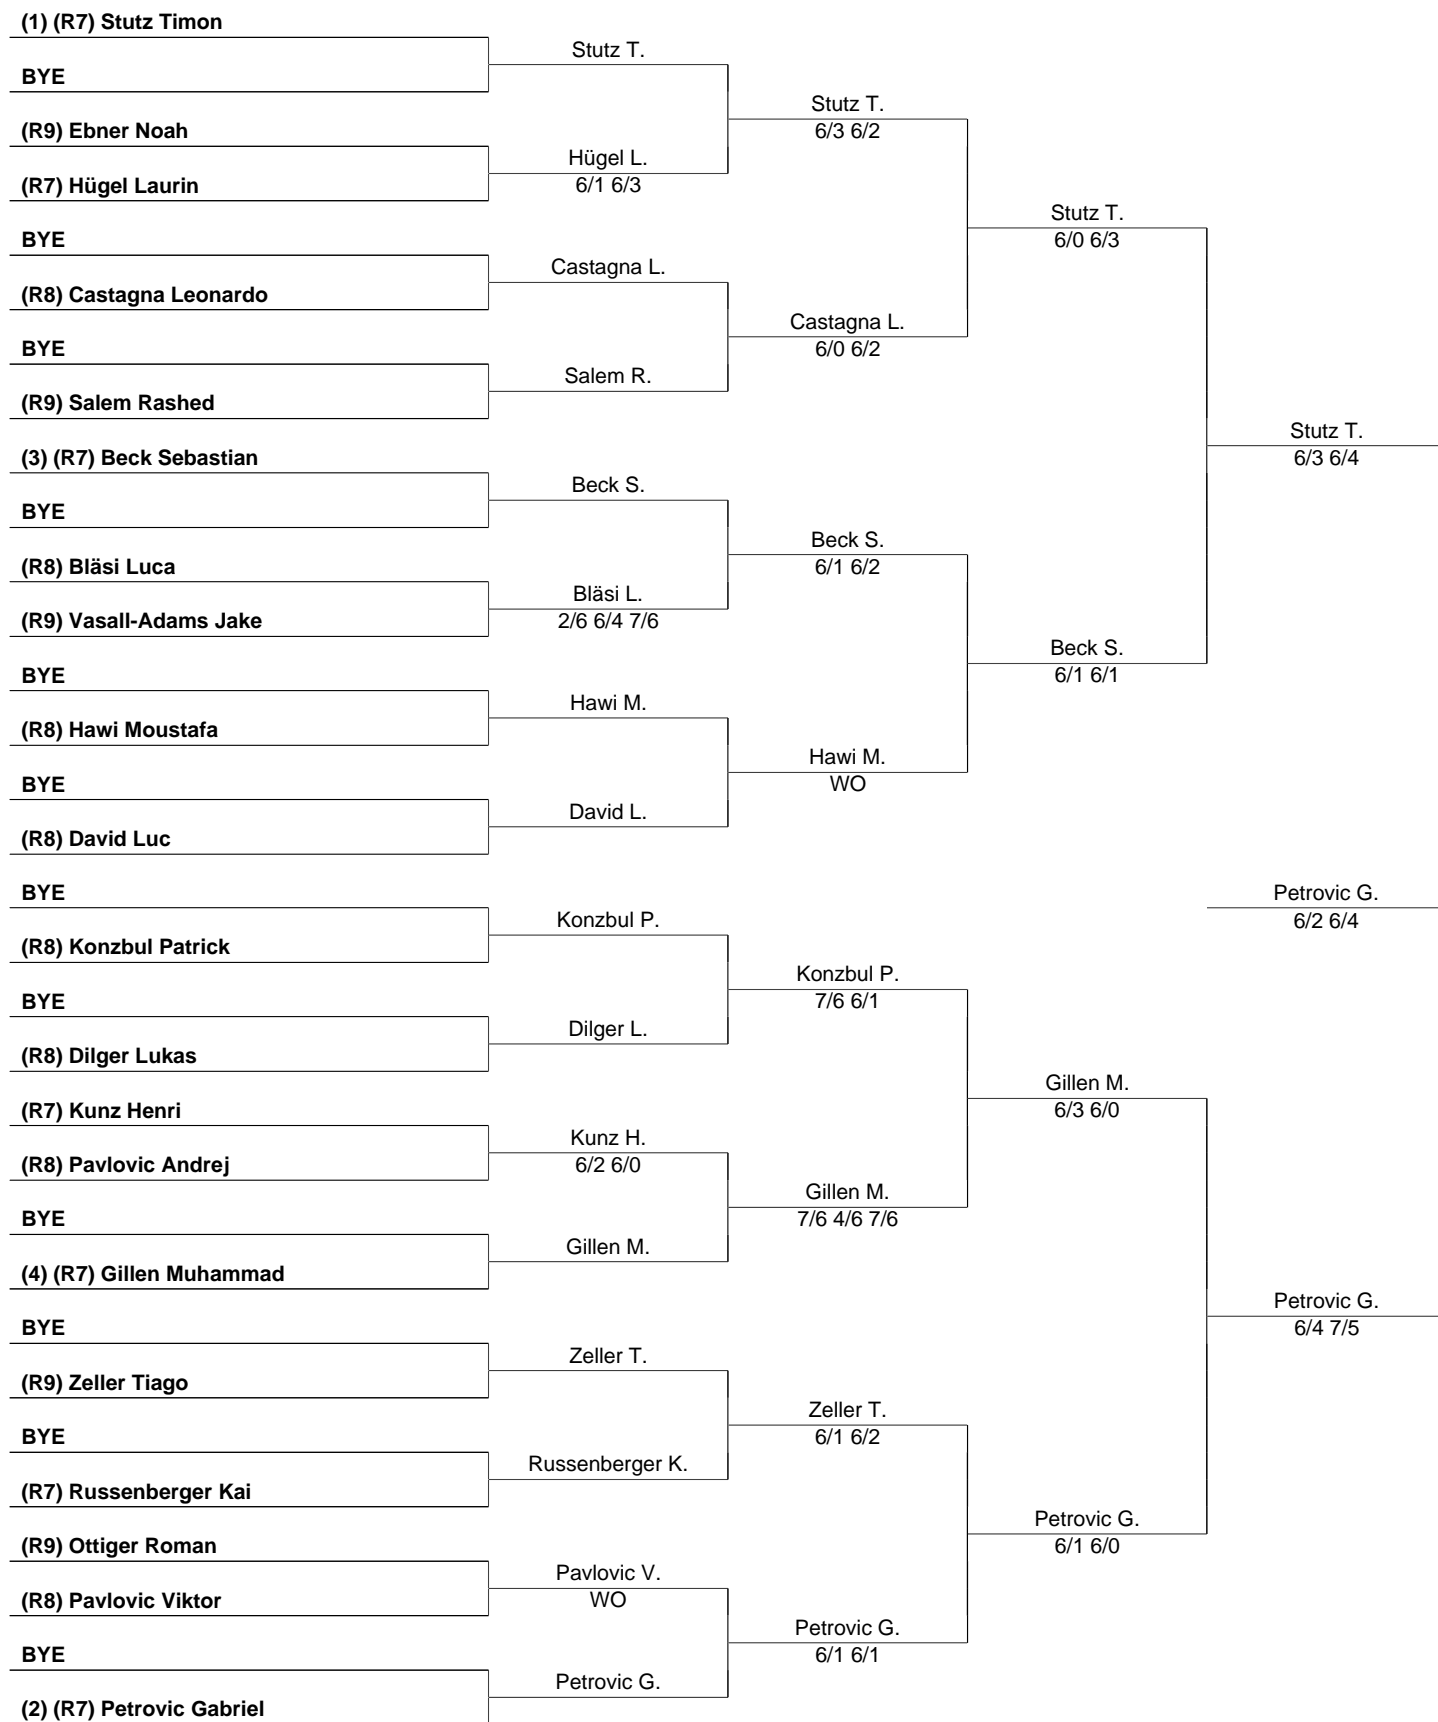 (1) (R7) Stutz Timon
BYE
(R9) Ebner Noah
(R7) Hügel Laurin
BYE
(R8) Castagna Leonardo
BYE
(R9) Salem Rashed
(3) (R7) Beck Sebastian
BYE
(R8) Bläsi Luca
(R9) Vasall-Adams Jake
BYE
(R8) Hawi Moustafa
BYE
(R8) David Luc
BYE
(R8) Konzbul Patrick
BYE
(R8) Dilger Lukas
(R7) Kunz Henri
(R8) Pavlovic Andrej
BYE
(4) (R7) Gillen Muhammad
BYE
(R9) Zeller Tiago
BYE
(R7) Russenberger Kai
(R9) Ottiger Roman
(R8) Pavlovic Viktor
BYE
(2) (R7) Petrovic Gabriel
Stutz T.
Hügel L.
6/1 6/3
Castagna L.
Salem R.
Beck S.
Bläsi L.
2/6 6/4 7/6
Hawi M.
David L.
Konzbul P.
Dilger L.
Kunz H.
6/2 6/0
Gillen M.
Zeller T.
Russenberger K.
Pavlovic V.
WO
Petrovic G.
Stutz T.
6/3 6/2
Castagna L.
6/0 6/2
Beck S.
6/1 6/2
Hawi M.
WO
Konzbul P.
7/6 6/1
Gillen M.
7/6 4/6 7/6
Zeller T.
6/1 6/2
Petrovic G.
6/1 6/1
Stutz T.
6/0 6/3
Beck S.
6/1 6/1
Gillen M.
6/3 6/0
Petrovic G.
6/1 6/0
Stutz T.
6/3 6/4
Petrovic G.
6/2 6/4
Petrovic G.
6/4 7/5